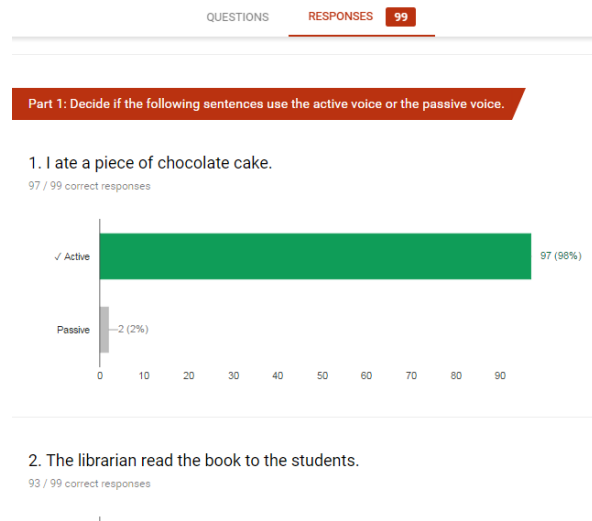 QUESTIONS RESPONSES 99
Part 1: Decide if the following sentences use the active voice or the passive voice.
1. I ate a piece of chocolate cake.
97 / 99 correct responses
✓ Active 97 (98%)
Passive 2 (2%)
0 10 20 30 40 50 60 70 80 90
2. The librarian read the book to the students.
93 / 99 correct responses